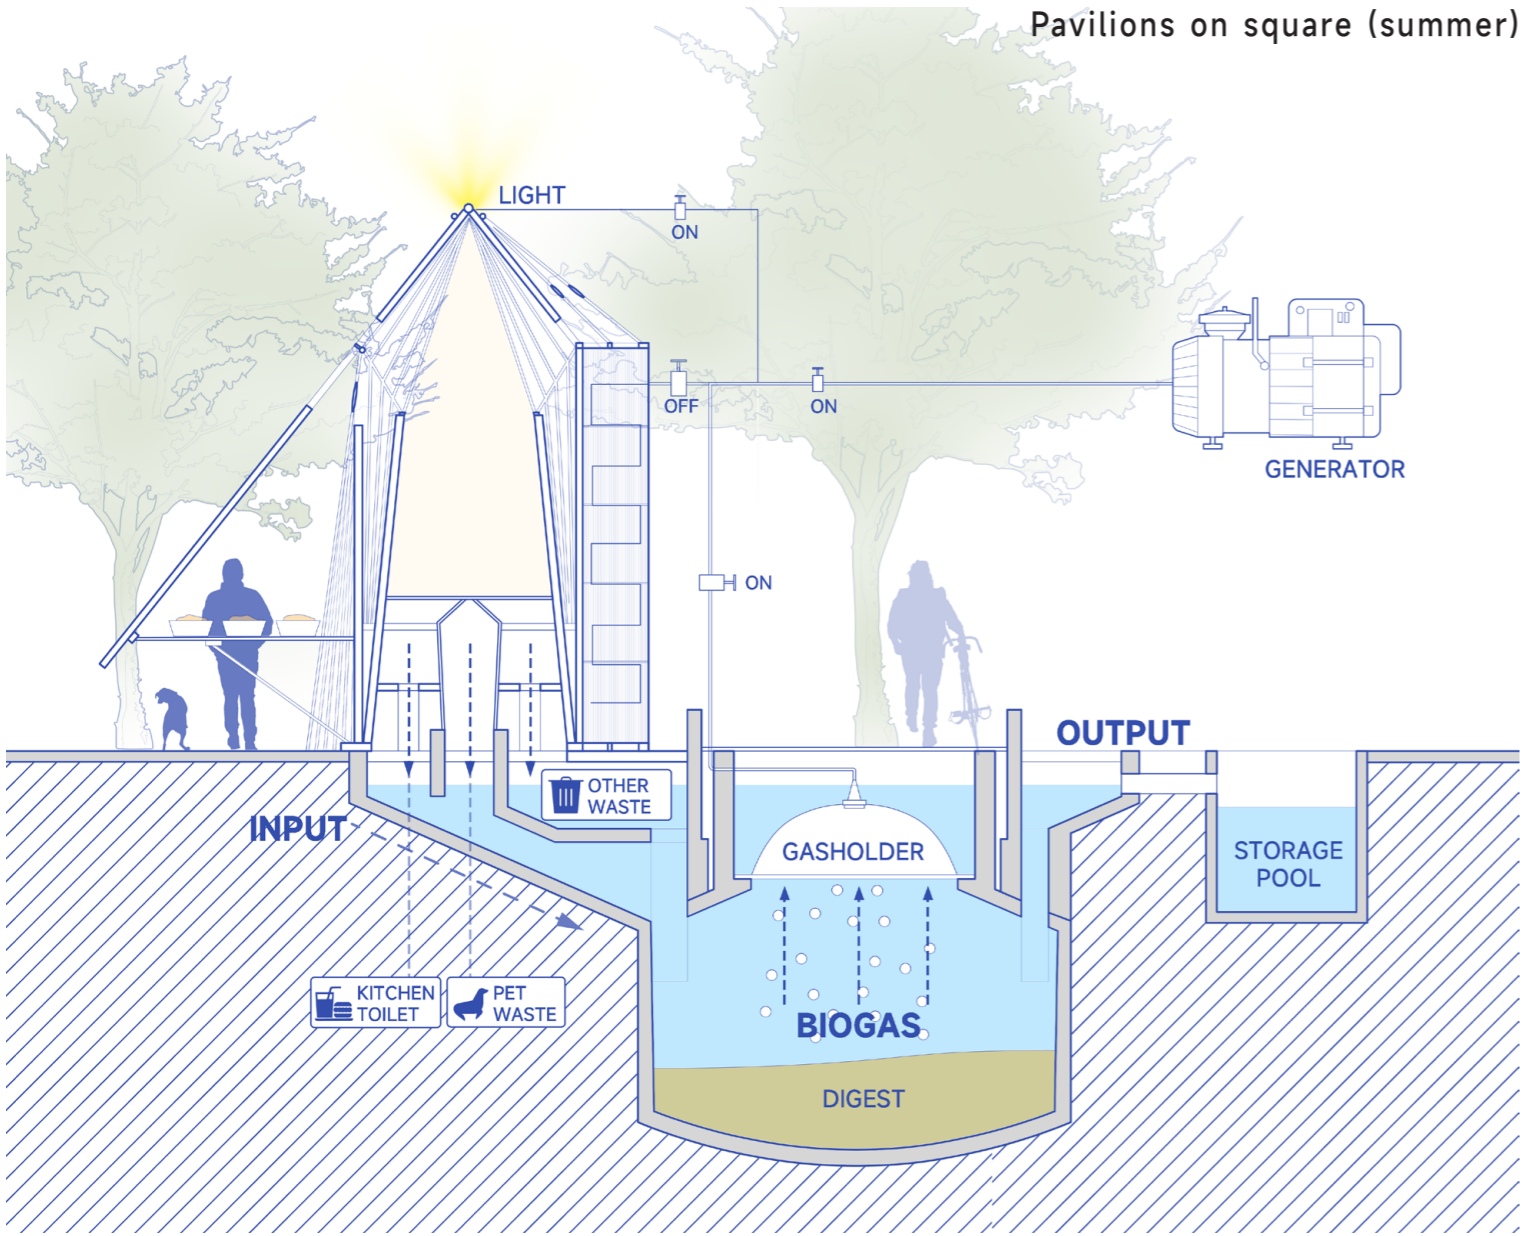 Pavilions on square (summer)
LIGHT
ON
OFF
ON
GENERATOR
ON
OUTPUT
OTHER
WASTE
INPUT
GASHOLDER
STORAGE
POOL
KITCHEN
TOILET
PET
WASTE
BIOGAS
DIGEST